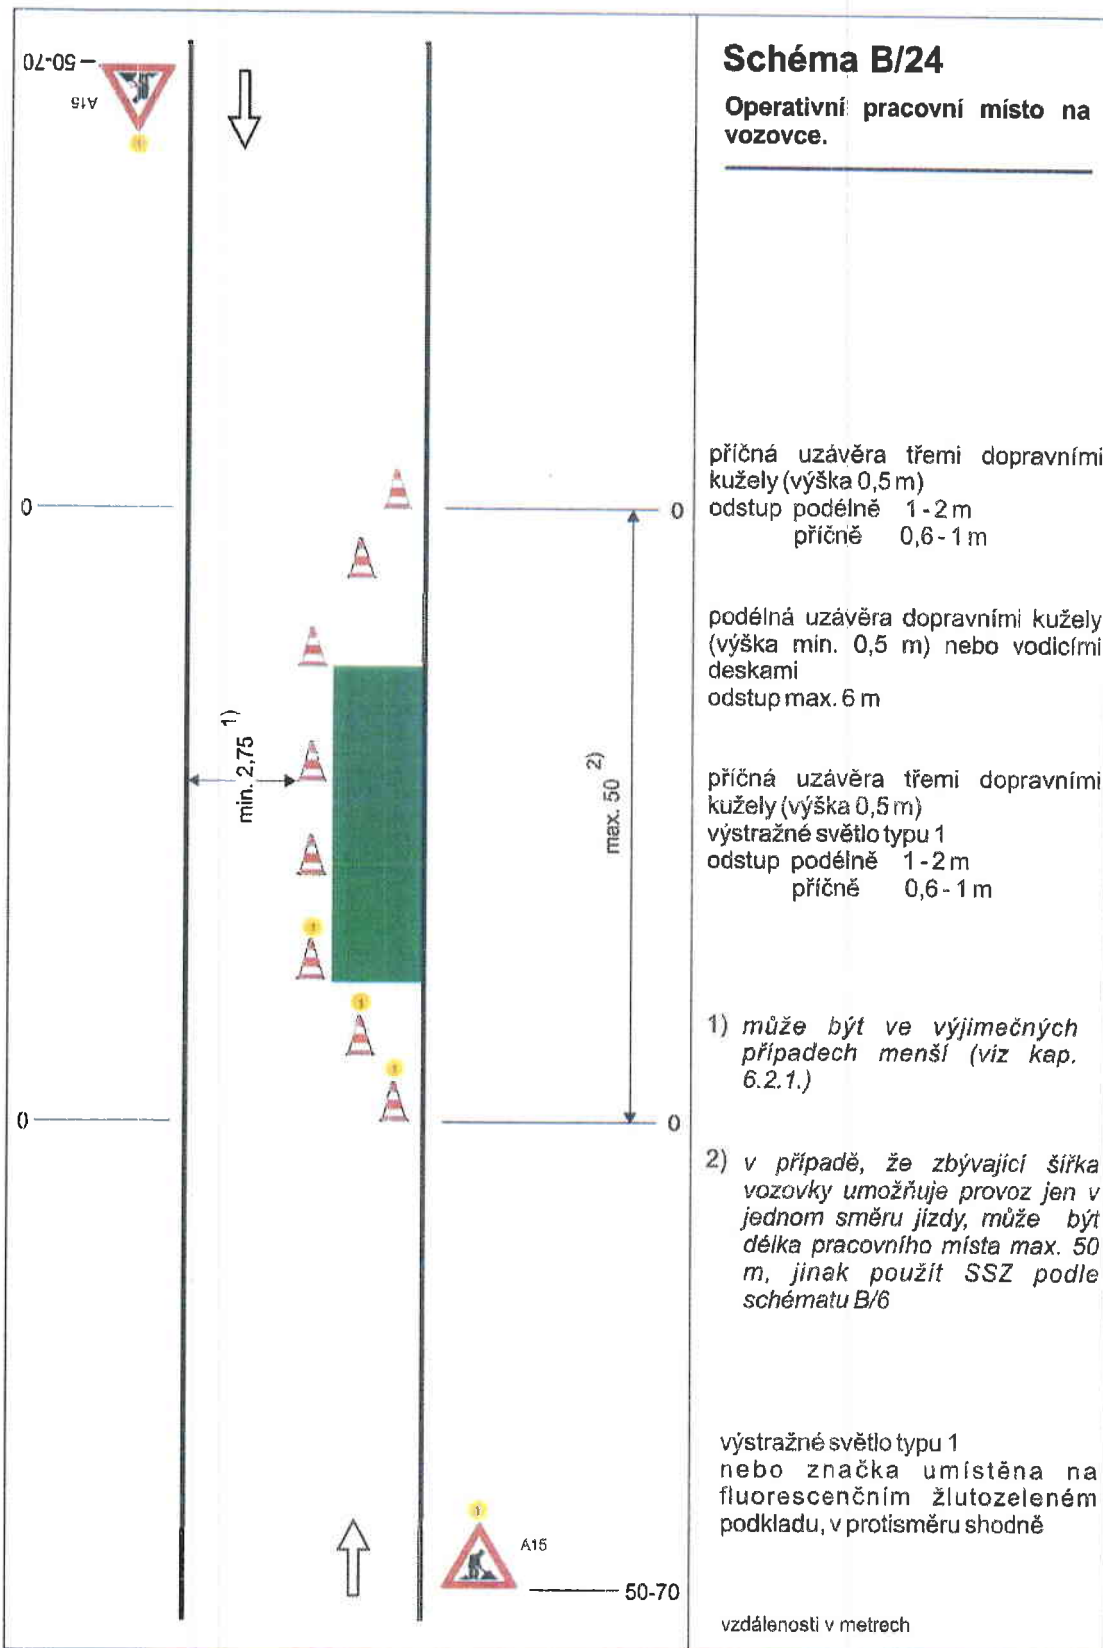 Schéma B/24
Operativní pracovní místo na
vozovce.
50-70
A15
1
příčná uzávěra třemi dopravními
kužely (výška 0,5 m)
odstup podélně 1-2 m
příčně 0,6-1 m
0
0
podélná uzávěra dopravními kužely
(výška min. 0,5 m) nebo vodicími
deskami
odstup max. 6 m
min. 2,75 1)
max. 50 2)
příčná uzávěra třemi dopravními
kužely (výška 0,5 m)
výstražné světlo typu 1
odstup podélně 1-2 m
příčně 0,6-1 m
1
1
1
0
0
1) může být ve výjimečných
případech menší (viz kap.
6.2.1.)
2) v případě, že zbývající šířka
vozovky umožňuje provoz jen v
jednom směru jízdy, může být
délka pracovního místa max. 50
m, jinak použít SSZ podle
schématu B/6
výstražné světlo typu 1
nebo značka umístěna na
fluorescenčním žlutozeleném
podkladu, v protisměru shodně
1
A15
50-70
vzdálenosti v metrech